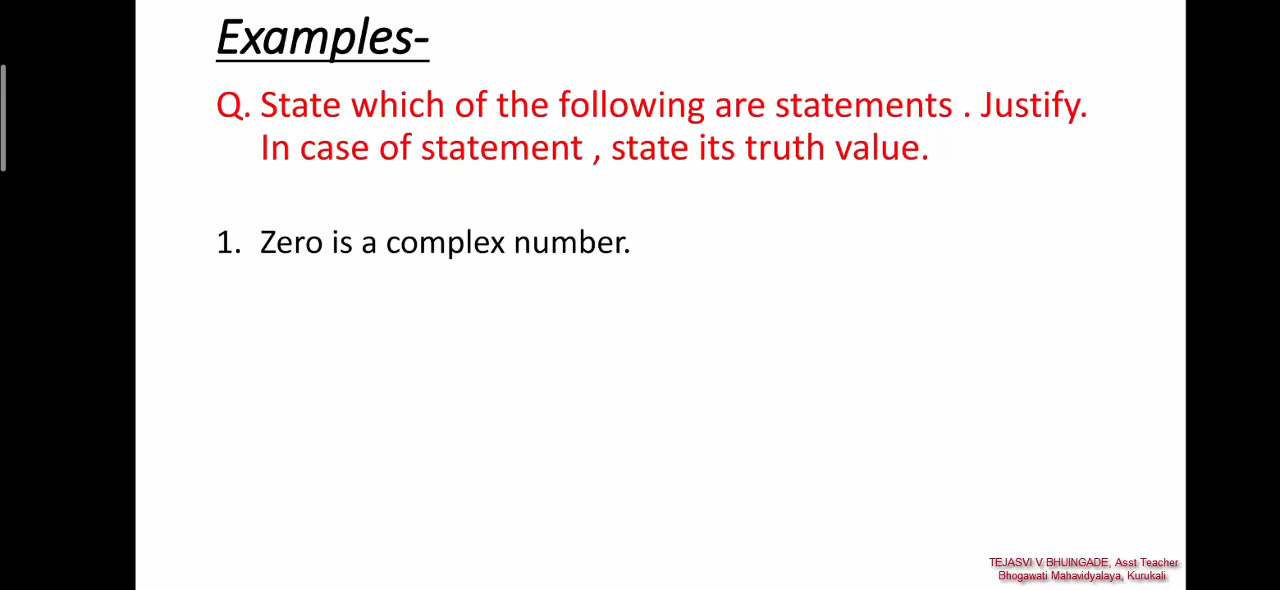 Examples-
Q. State which of the following are statements . Justify.
In case of statement , state its truth value.
1. Zero is a complex number.
TEJASVI V BHUINGADE, Asst Teacher
Bhogawati Mahavidyalaya, Kurukali